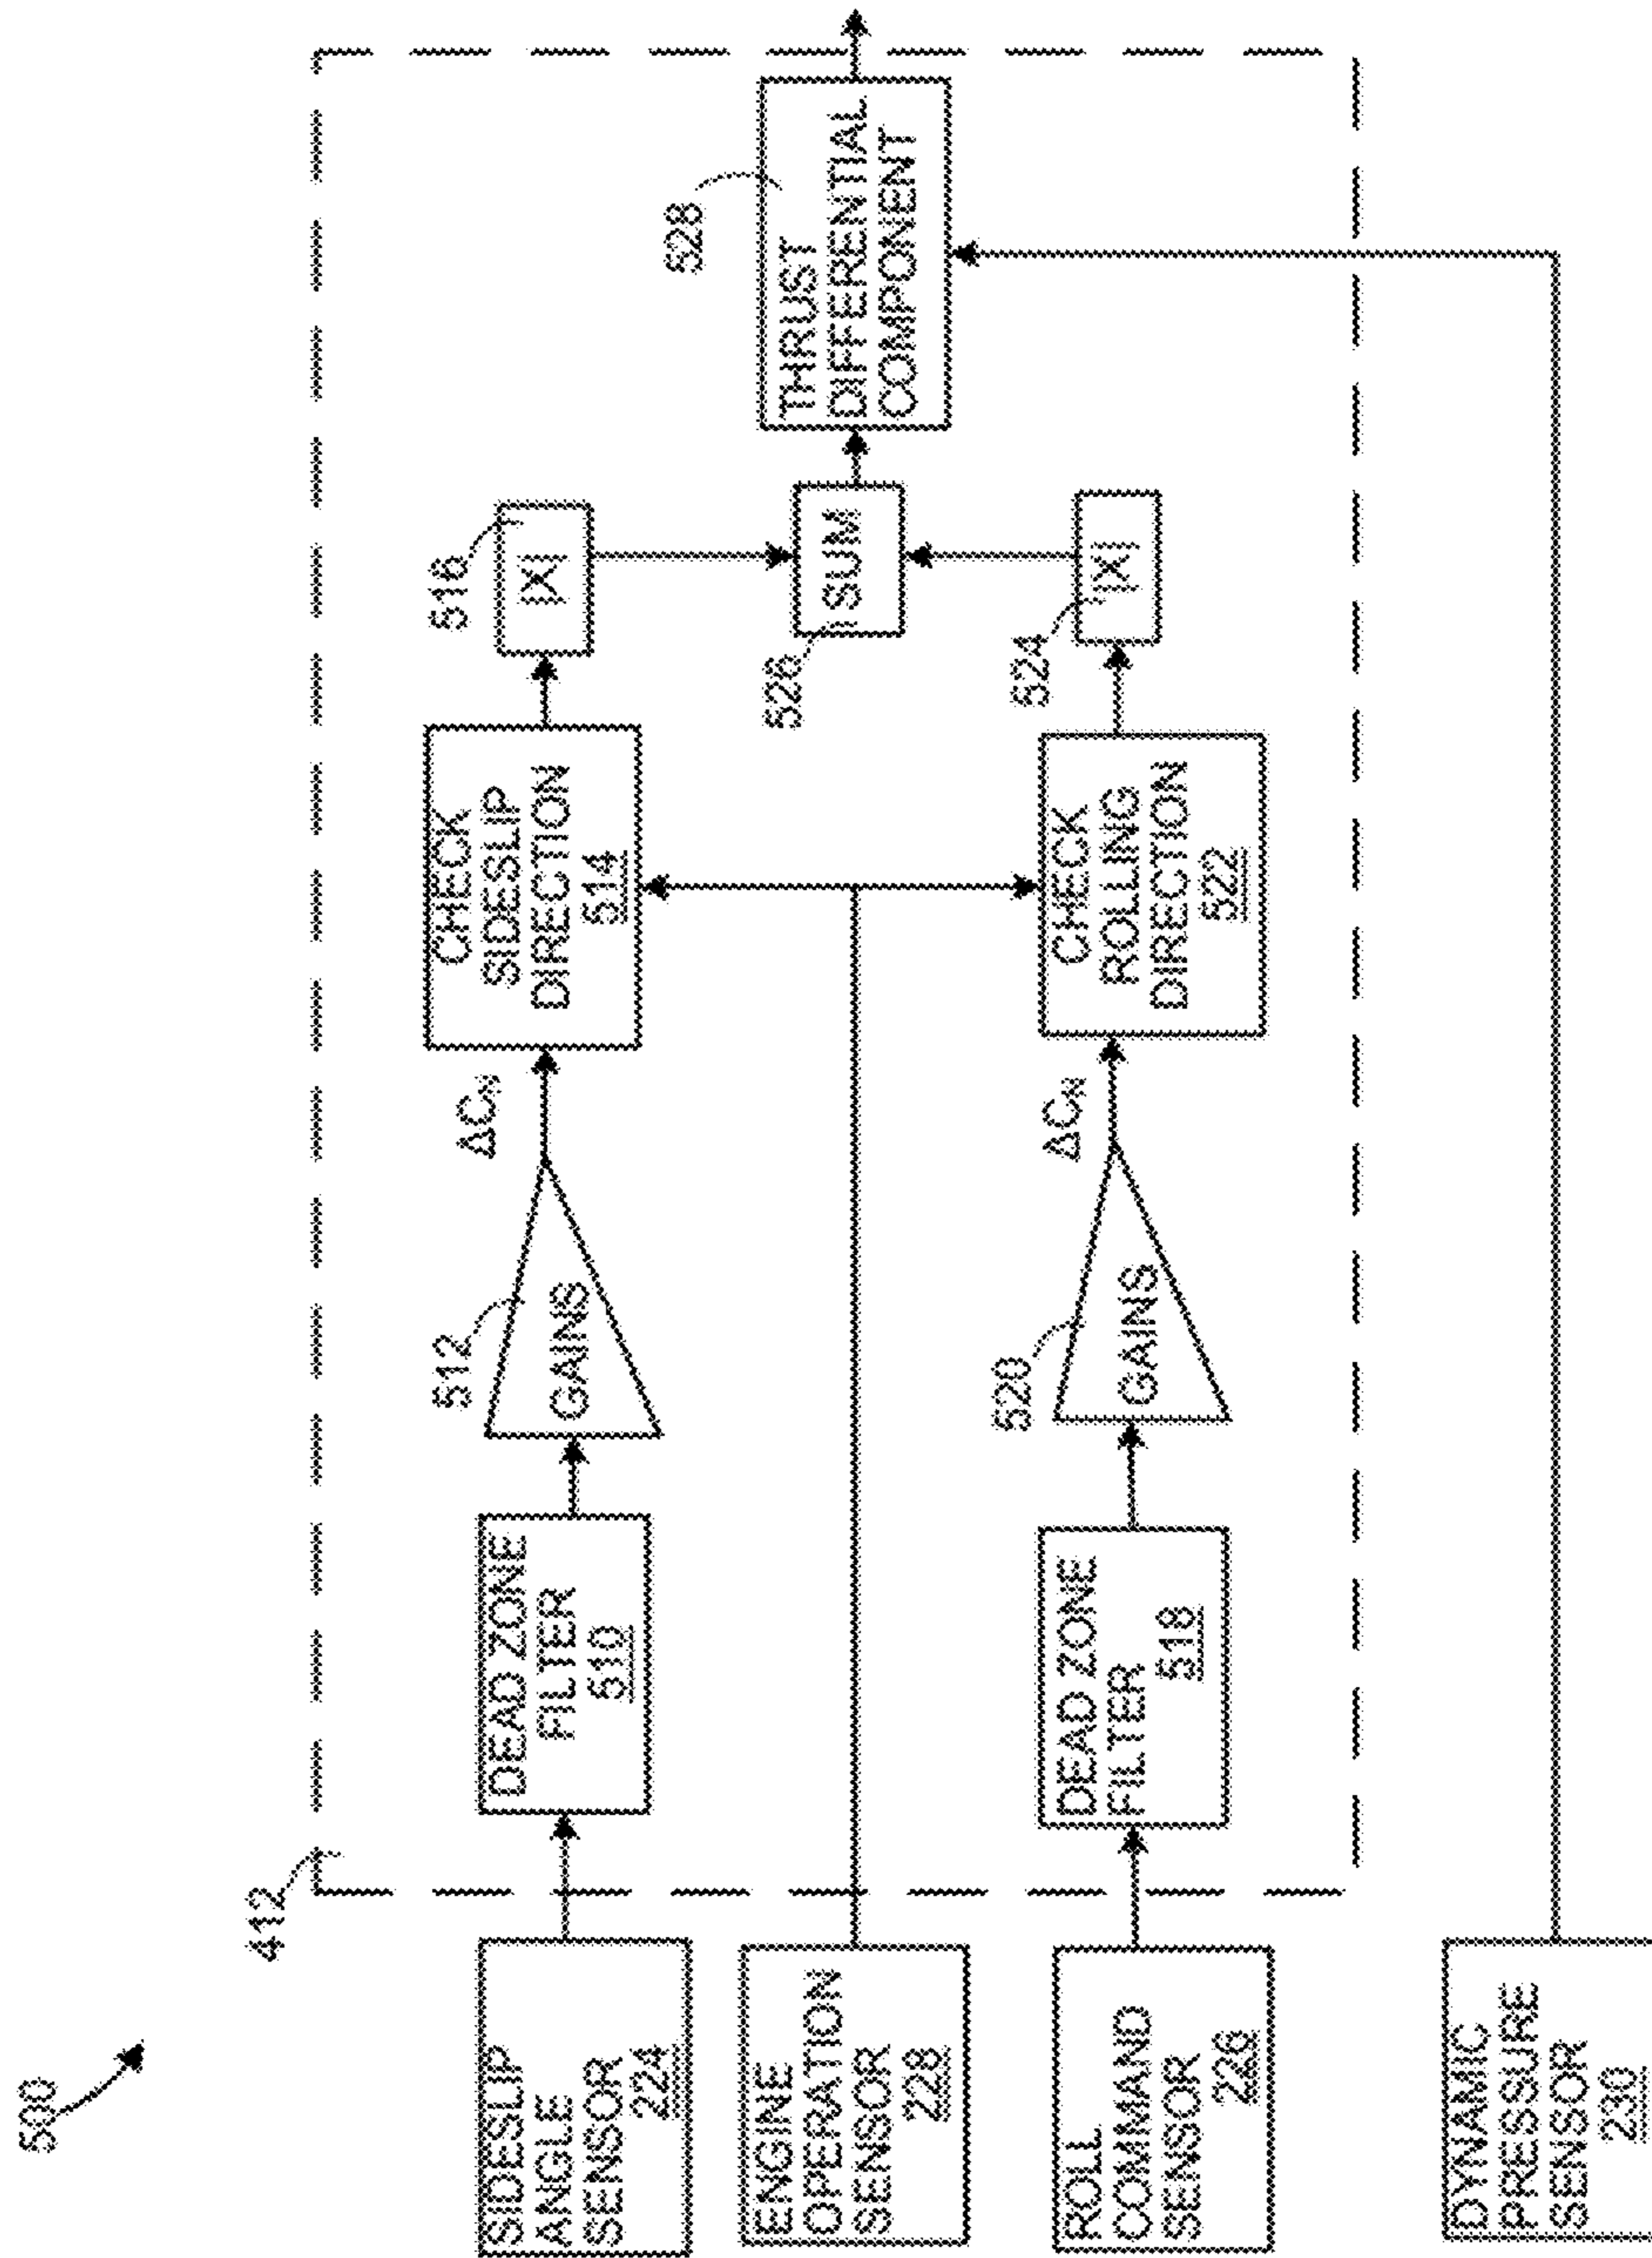 500
412
SIDESLIP
ANGLE
SENSOR
224
DEAD ZONE
FILTER
510
512
GAINS
ΔC_N
CHECK
SIDESLIP
DIRECTION
514
516
|X|
ENGINE
OPERATION
SENSOR
228
526
SUM
528
THRUST
DIFFERENTIAL
COMPONENT
ROLL
COMMAND
SENSOR
226
DEAD ZONE
FILTER
518
520
GAINS
ΔC_N
CHECK
ROLLING
DIRECTION
522
524
|X|
DYNAMIC
PRESSURE
SENSOR
230